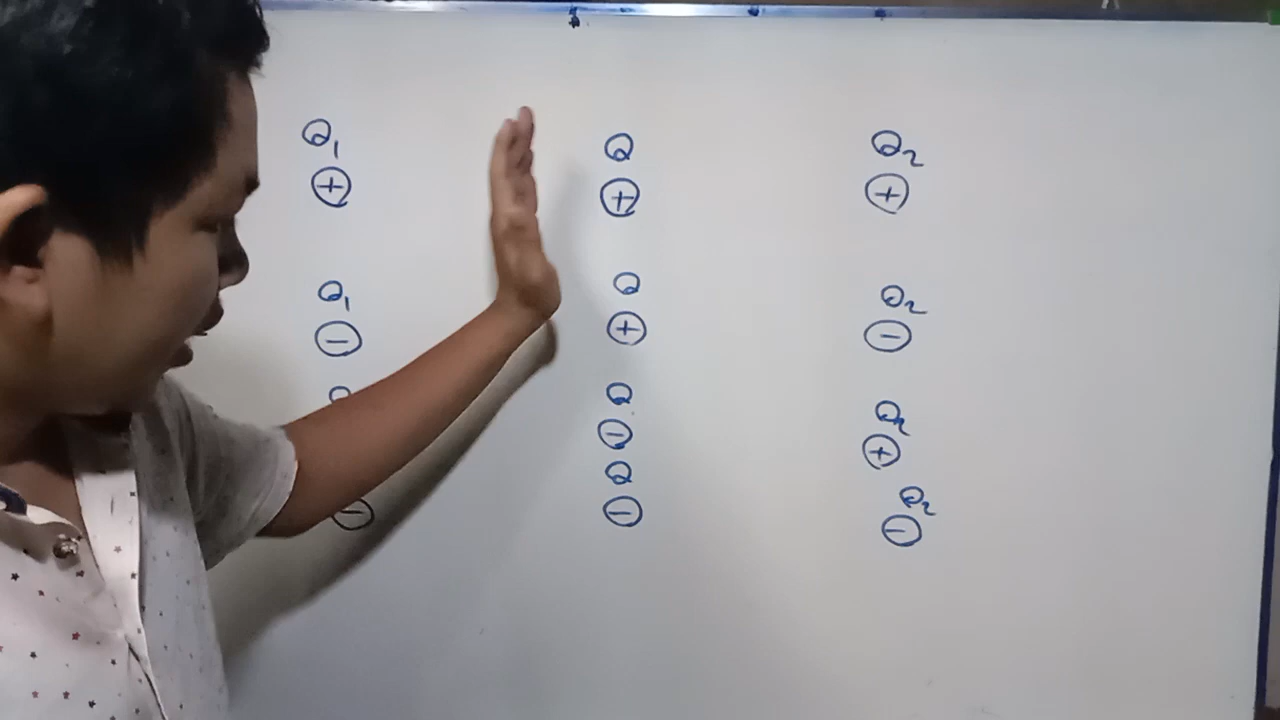 Q₁ Q Q₂
+ + +
Q₁ Q Q₂
- + -
Q Q₂
- +
Q Q₂
- - -